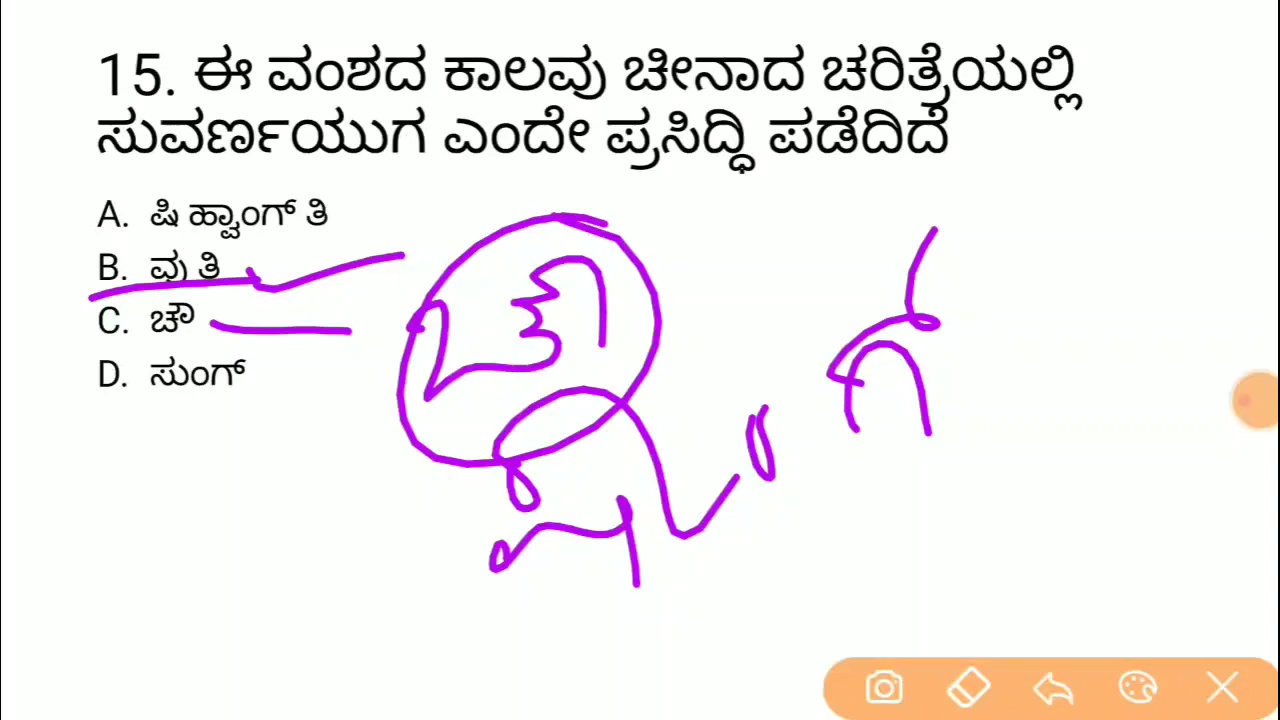 15. ಈ ವಂಶದ ಕಾಲವು ಚೀನಾದ ಚರಿತ್ರೆಯಲ್ಲಿ
ಸುವರ್ಣಯುಗ ಎಂದೇ ಪ್ರಸಿದ್ಧಿ ಪಡೆದಿದೆ
A. ಷಿ ಹ್ವಾಂಗ್ ತಿ
B. ವು ತಿ
C. ಚೌ
D. ಸುಂಗ್